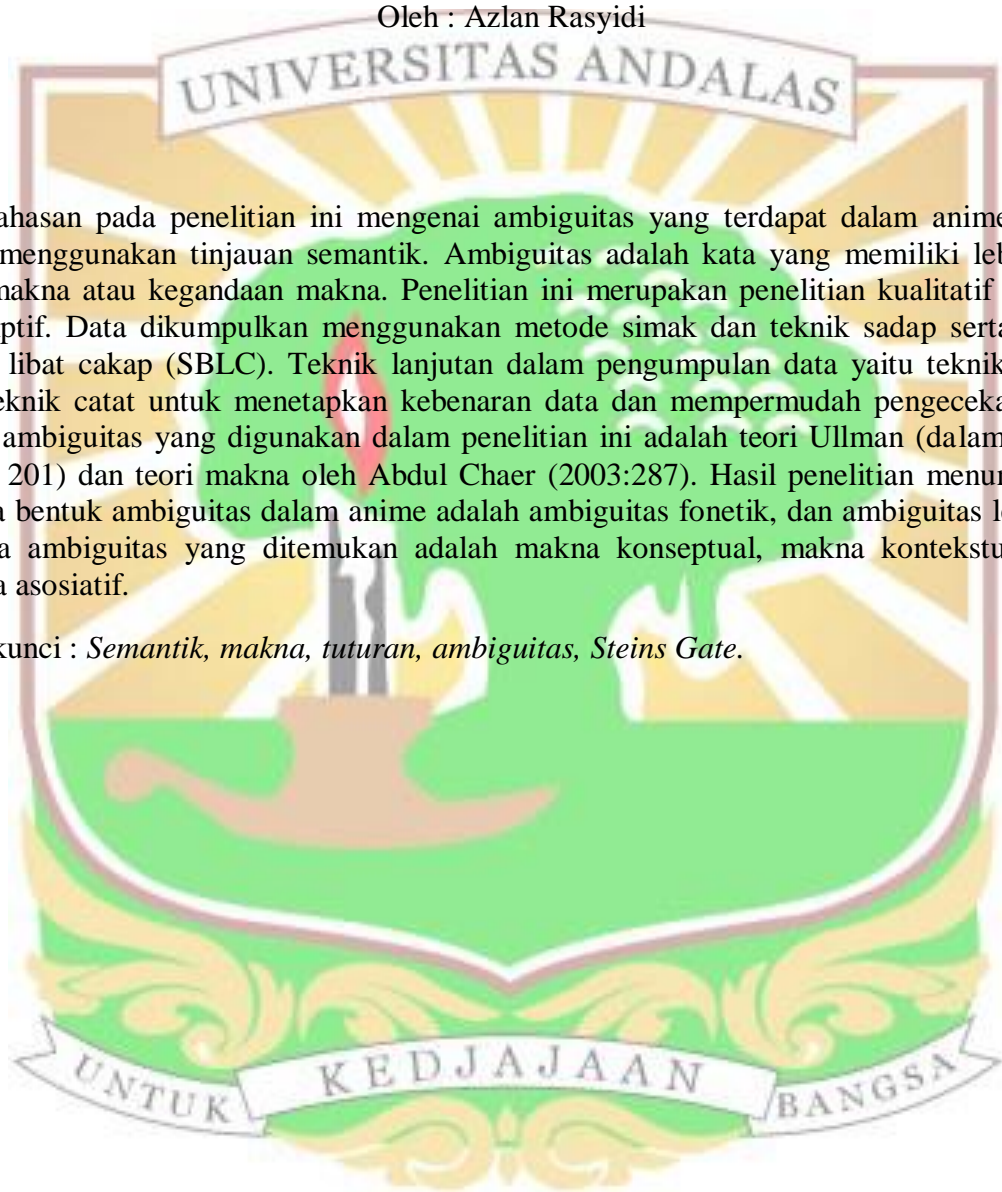 Oleh : Azlan Rasyidi
UNIVERSITAS ANDALAS
ahasan pada penelitian ini mengenai ambiguitas yang terdapat dalam anime
menggunakan tinjauan semantik. Ambiguitas adalah kata yang memiliki leb
makna atau kegandaan makna. Penelitian ini merupakan penelitian kualitatif
ptif. Data dikumpulkan menggunakan metode simak dan teknik sadap serta
libat cakap (SBLC). Teknik lanjutan dalam pengumpulan data yaitu teknik
eknik catat untuk menetapkan kebenaran data dan mempermudah pengeceka
ambiguitas yang digunakan dalam penelitian ini adalah teori Ullman (dalam
201) dan teori makna oleh Abdul Chaer (2003:287). Hasil penelitian menun
a bentuk ambiguitas dalam anime adalah ambiguitas fonetik, dan ambiguitas le
a ambiguitas yang ditemukan adalah makna konseptual, makna kontekstu
a asosiatif.
kunci : Semantik, makna, tuturan, ambiguitas, Steins Gate.
UNTUK KEDJAJAAN BANGSA